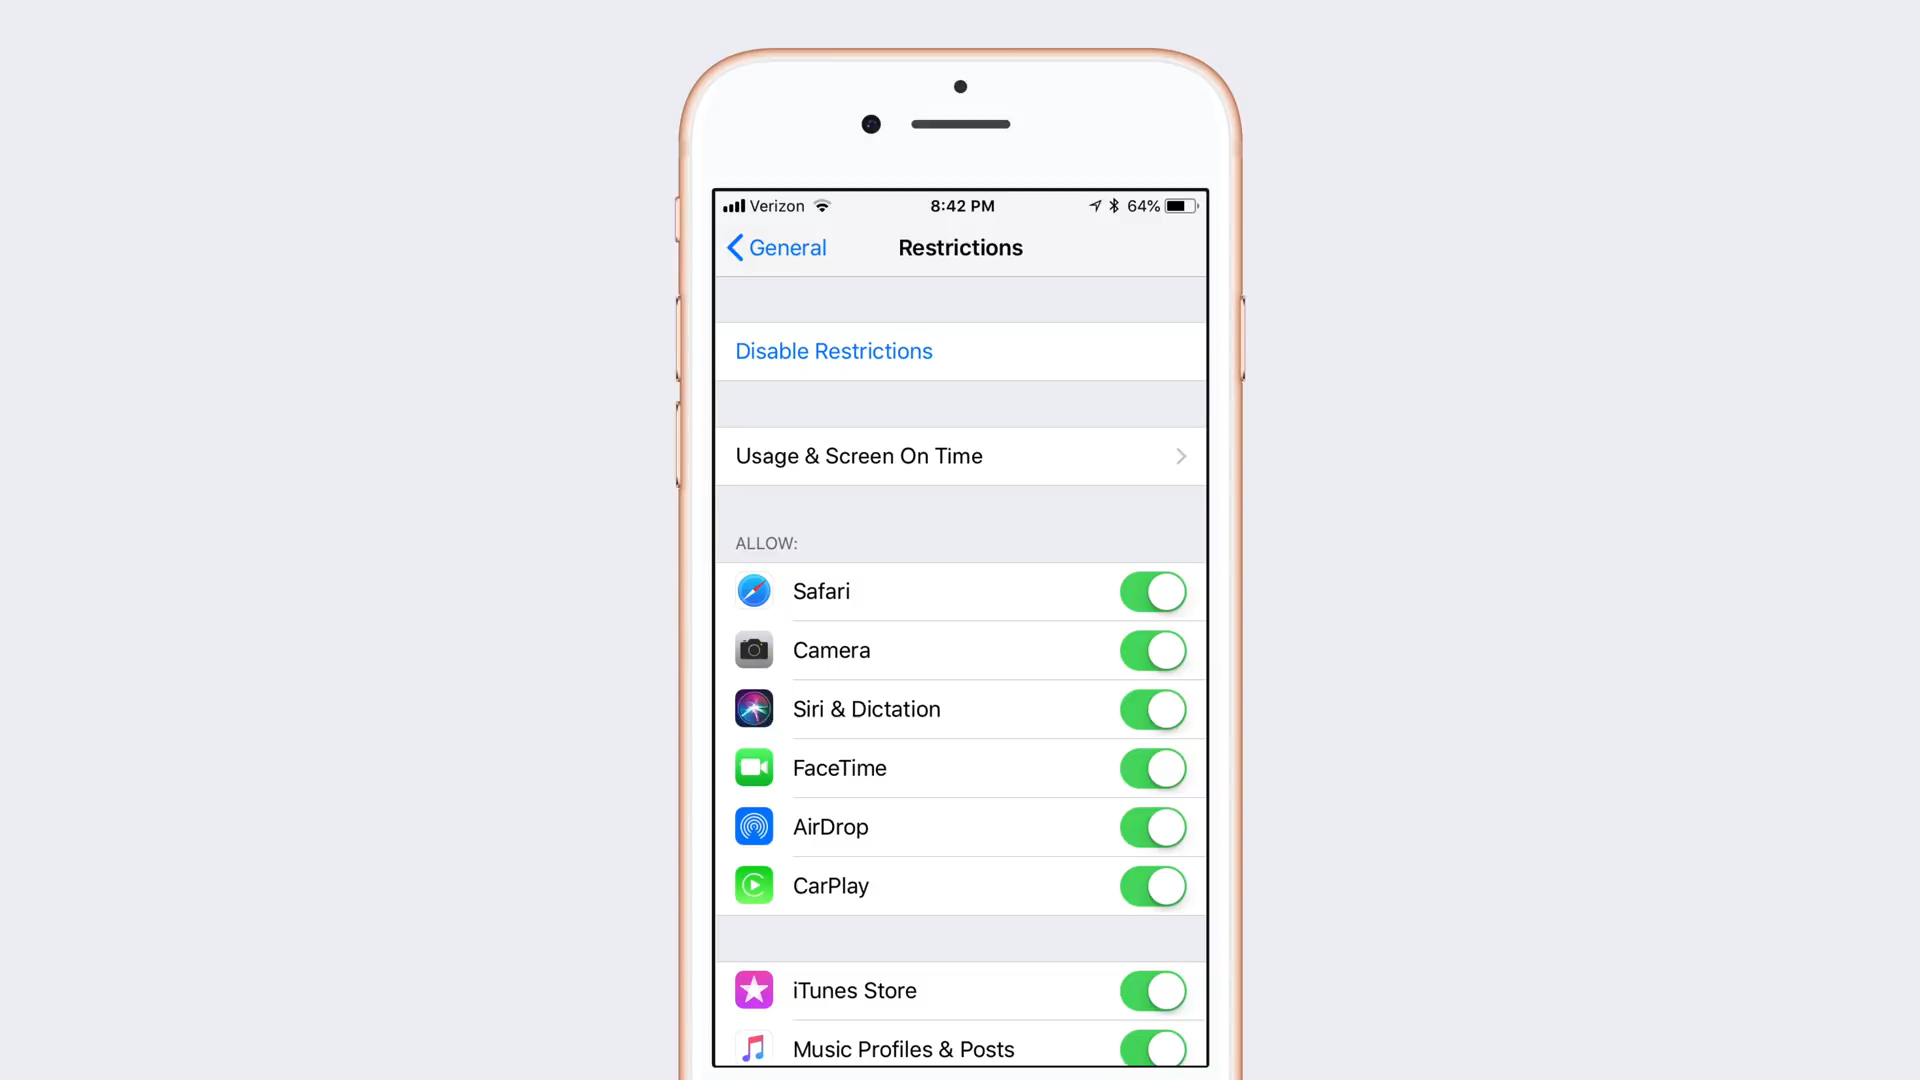 Verizon 8:42 PM 64%
General Restrictions
Disable Restrictions
Usage & Screen On Time
ALLOW:
Safari
Camera
Siri & Dictation
FaceTime
AirDrop
CarPlay
iTunes Store
Music Profiles & Posts